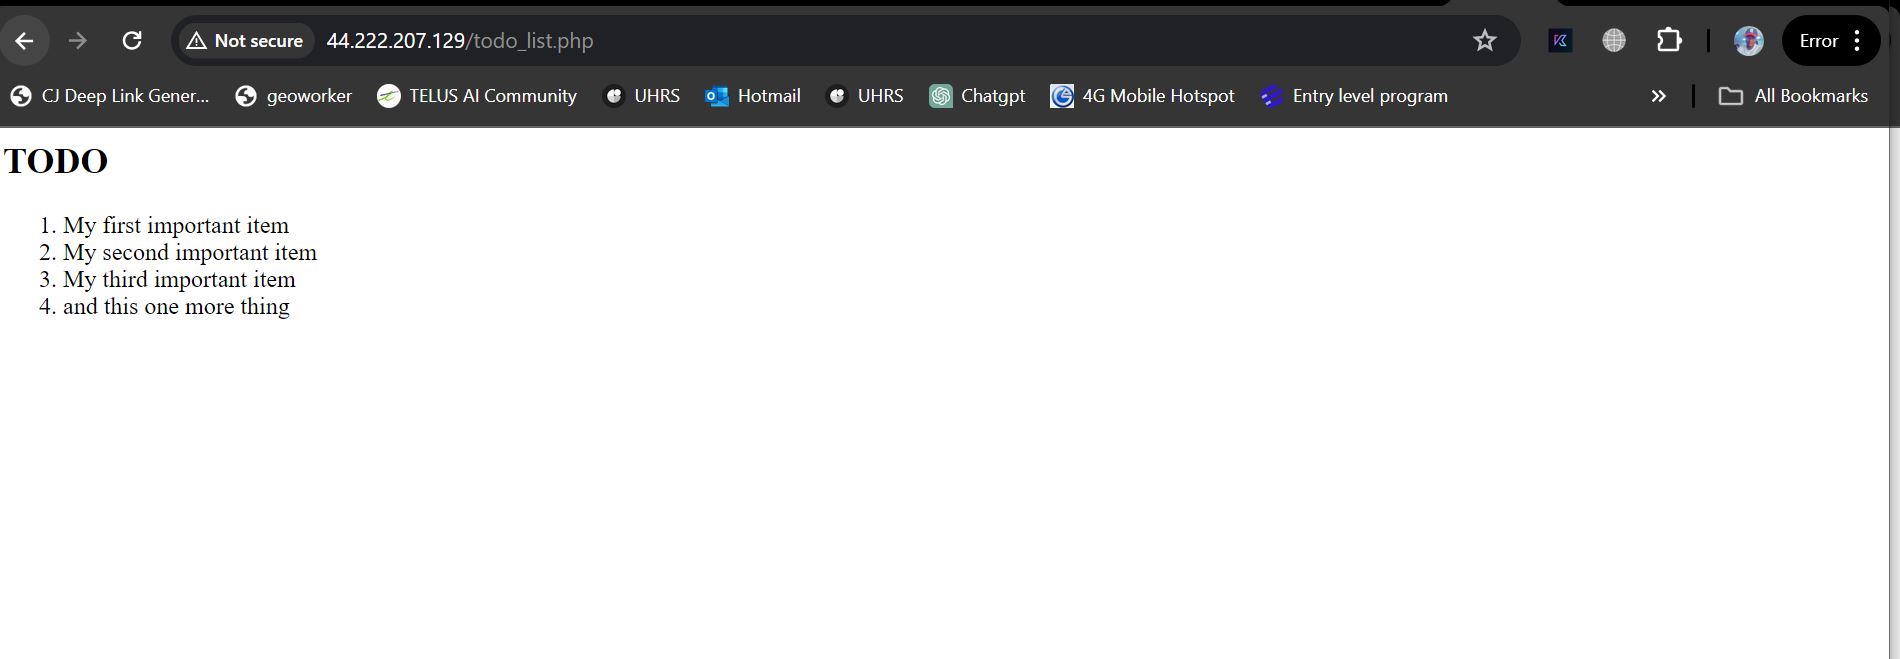 Not secure 44.222.207.129/todo_list.php Error
CJ Deep Link Gener... geoworker TELUS AI Community UHRS Hotmail UHRS Chatgpt 4G Mobile Hotspot Entry level program » All Bookmarks
TODO
1. My first important item
2. My second important item
3. My third important item
4. and this one more thing